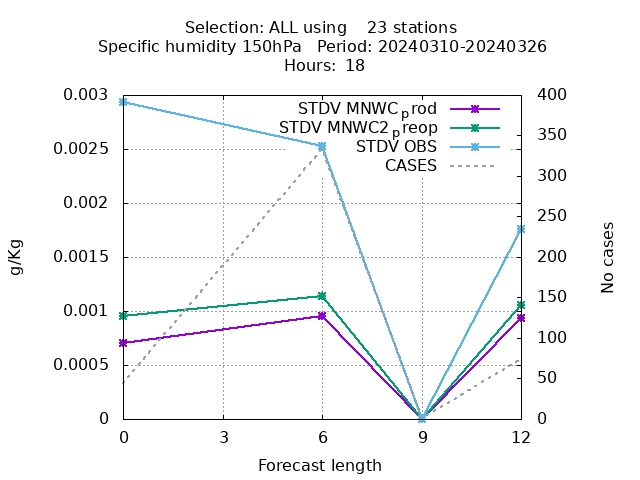 Selection: ALL using    23 stations
Specific humidity 150hPa   Period: 20240310-20240326
Hours: 18
STDV MNWC_prod
STDV MNWC2_preop
STDV OBS
CASES
0.003
0.0025
0.002
0.0015
0.001
0.0005
0
400
350
300
250
200
150
100
50
0
g/Kg
No cases
0 3 6 9 12
Forecast length